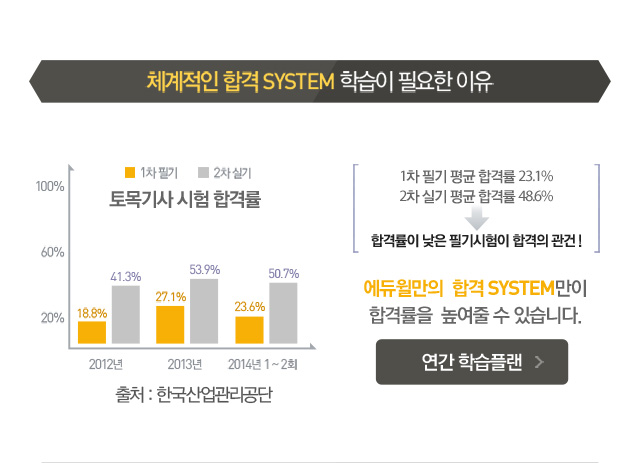 체계적인 합격 SYSTEM 학습이 필요한 이유
1차 필기 2차 실기
토목기사 시험 합격률
100%
60%
20%
18.8% 41.3% 27.1% 53.9% 23.6% 50.7%
2012년 2013년 2014년 1 ~ 2회
출처 : 한국산업관리공단
1차 필기 평균 합격률 23.1%
2차 실기 평균 합격률 48.6%
합격률이 낮은 필기시험이 합격의 관건 !
에듀윌만의 합격 SYSTEM만이
합격률을 높여줄 수 있습니다.
연간 학습플랜 >